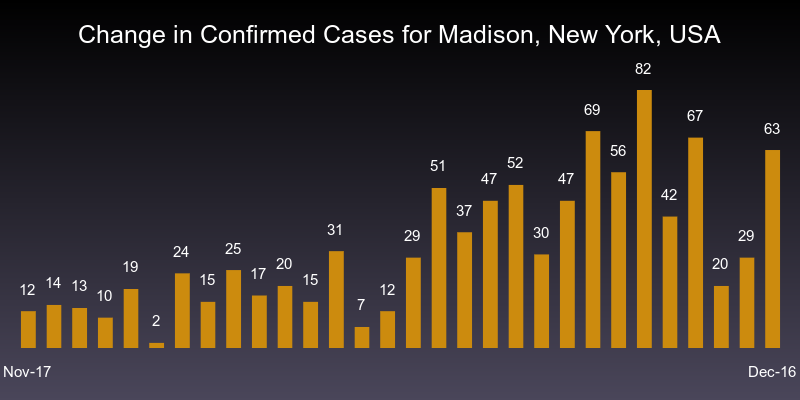 Change in Confirmed Cases for Madison, New York, USA
12 14 13 10 19 2 24 15 25 17 20 15 31 7 12 29 51 37 47 52 30 47 69 56 82 42 67 20 29 63
Nov-17 Dec-16